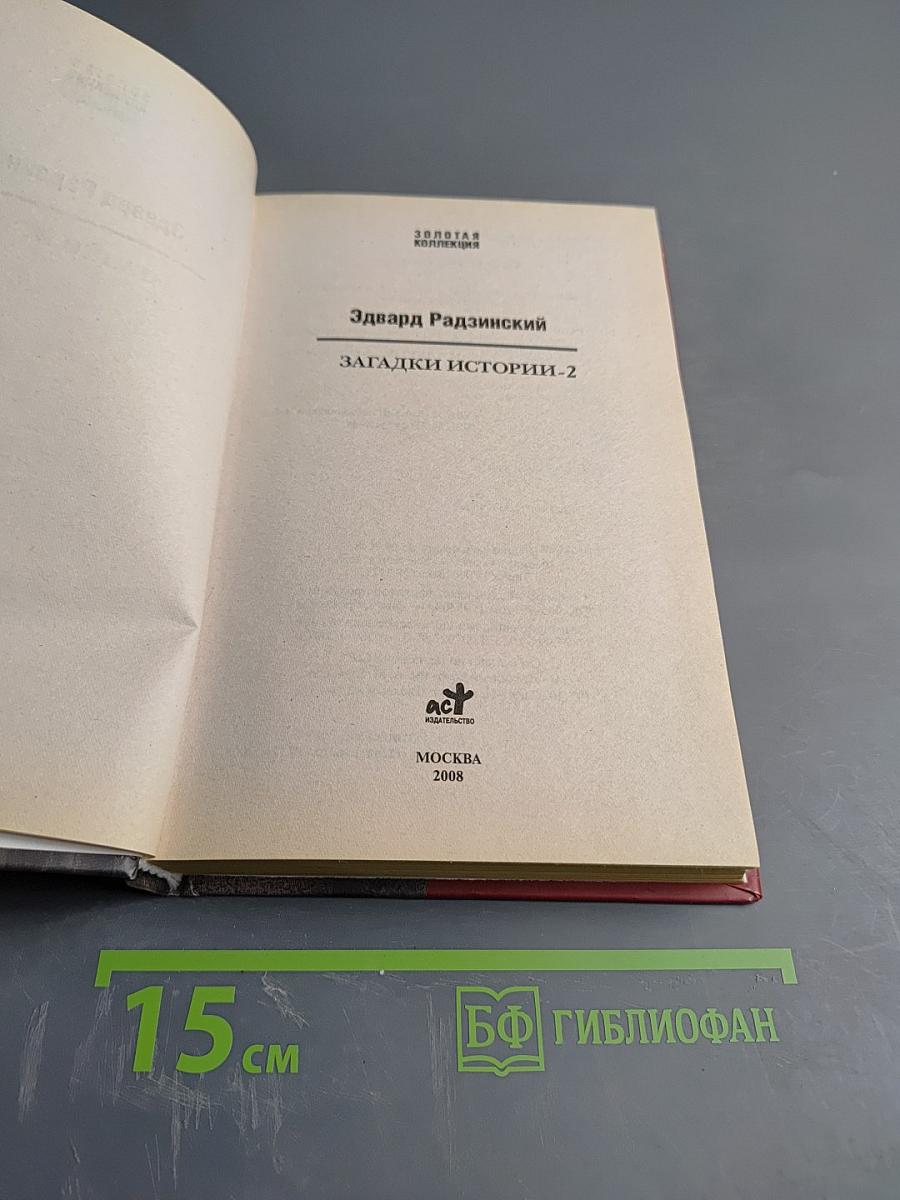 ЗОЛОТАЯ
КОЛЛЕКЦИЯ
Эдвард Радзинский
ЗАГАДКИ ИСТОРИИ-2
аст
ИЗДАТЕЛЬСТВО
МОСКВА
2008
15 см
БФ ГИБЛИОФАН